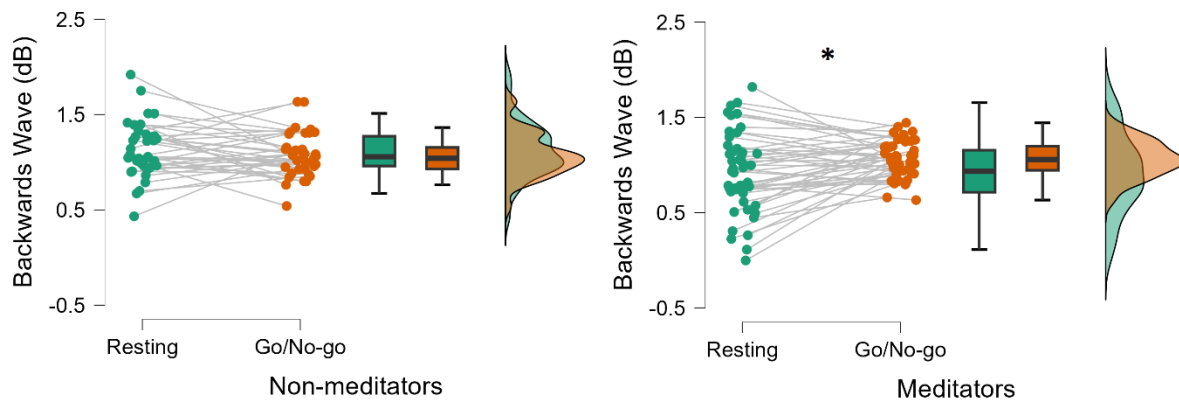 Backwards Wave (dB)
2.5
1.5
0.5
-0.5
Resting
Go/No-go
Non-meditators
Backwards Wave (dB)
2.5
1.5
0.5
-0.5
*
Resting
Go/No-go
Meditators